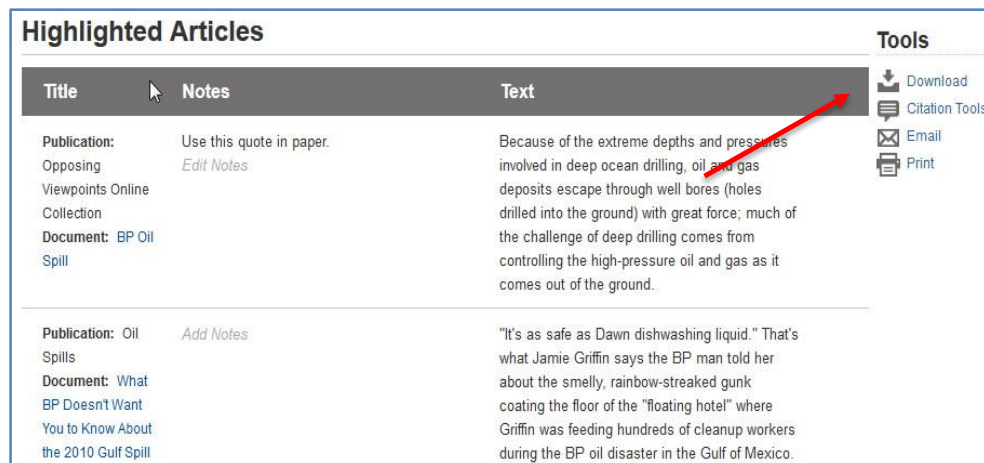 Highlighted Articles
Tools
Title Notes Text
Download
Citation Tools
Email
Print
Publication:
Opposing
Viewpoints Online
Collection
Document: BP Oil
Spill
Use this quote in paper.
Edit Notes
Because of the extreme depths and pressures
involved in deep ocean drilling, oil and gas
deposits escape through well bores (holes
drilled into the ground) with great force; much of
the challenge of deep drilling comes from
controlling the high-pressure oil and gas as it
comes out of the ground.
Publication: Oil
Spills
Document: What
BP Doesn't Want
You to Know About
the 2010 Gulf Spill
Add Notes
"It's as safe as Dawn dishwashing liquid." That's
what Jamie Griffin says the BP man told her
about the smelly, rainbow-streaked gunk
coating the floor of the "floating hotel" where
Griffin was feeding hundreds of cleanup workers
during the BP oil disaster in the Gulf of Mexico.